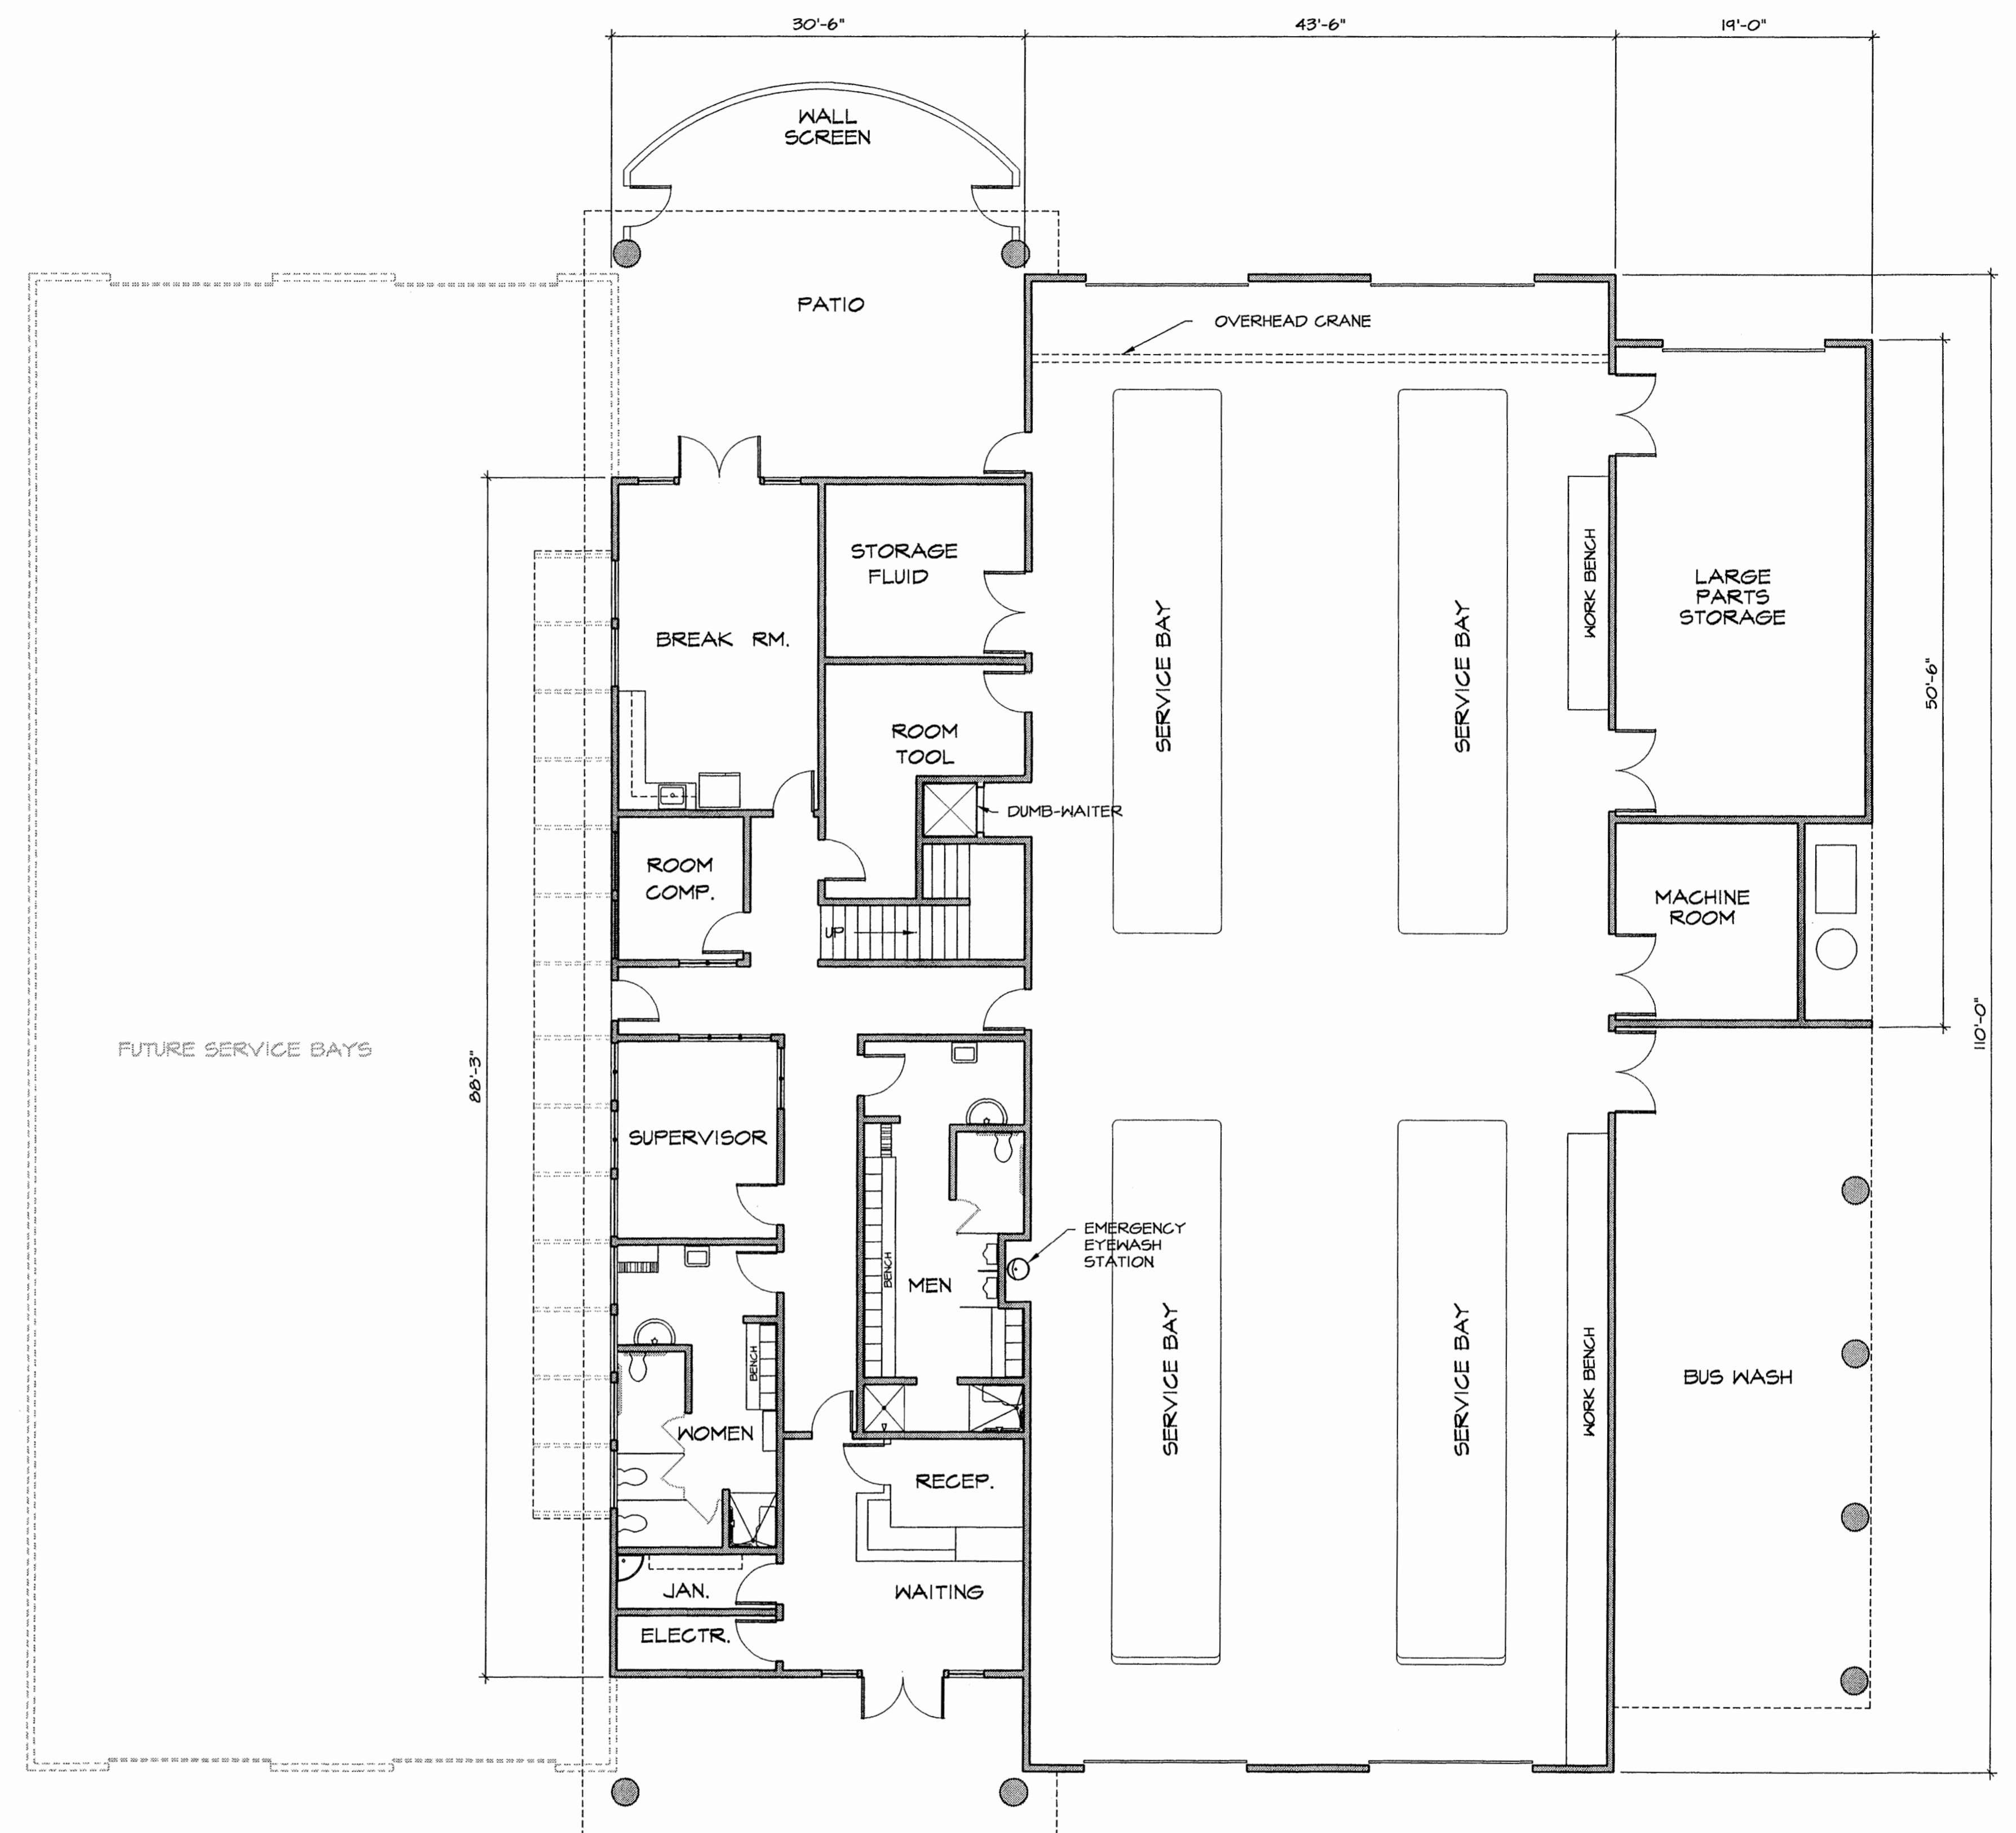 30'-6"
43'-6"
19'-0"
WALL
SCREEN
PATIO
OVERHEAD CRANE
STORAGE
FLUID
BREAK RM.
ROOM
TOOL
DUMB-WAITER
SERVICE BAY
SERVICE BAY
WORK BENCH
LARGE
PARTS
STORAGE
50'-6"
ROOM
COMP.
UP
MACHINE
ROOM
110'-0"
FUTURE SERVICE BAYS
88'-3"
SUPERVISOR
EMERGENCY
EYEWASH
STATION
BENCH
MEN
BENCH
WOMEN
SERVICE BAY
SERVICE BAY
WORK BENCH
BUS WASH
RECEP.
JAN.
WAITING
ELECTR.